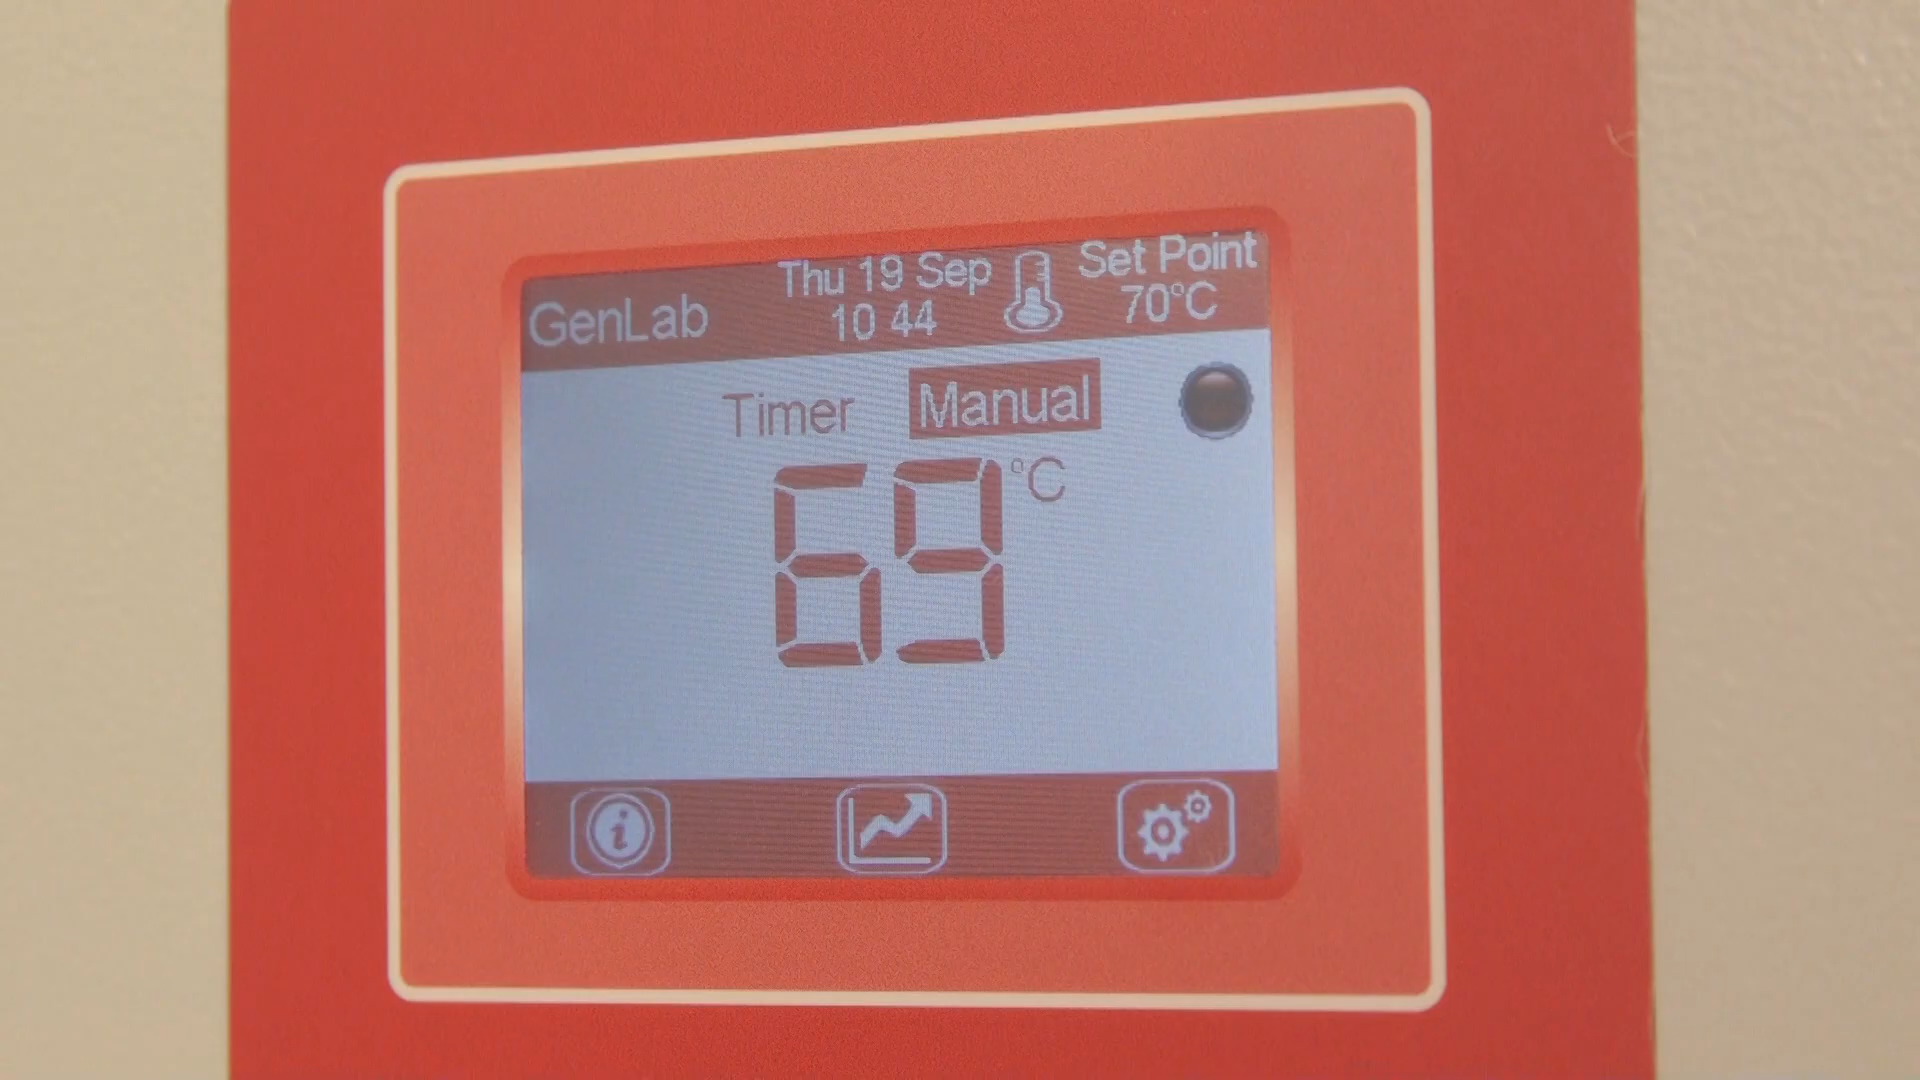 GenLab
Thu 19 Sep
10 44
Set Point
70°C
Timer Manual
69 °C
i